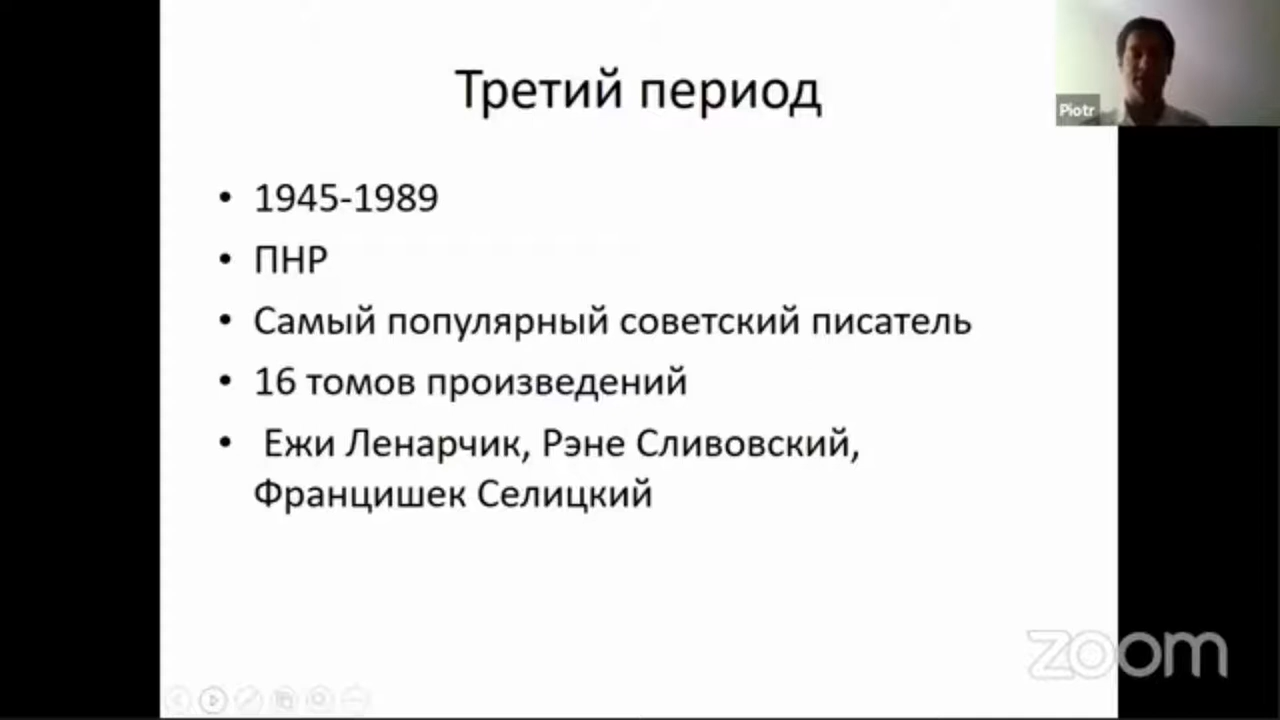 Третий период
Piotr
• 1945-1989
• ПНР
• Самый популярный советский писатель
• 16 томов произведений
• Ежи Ленарчик, Рэне Сливовский,
Францишек Селицкий
zoom